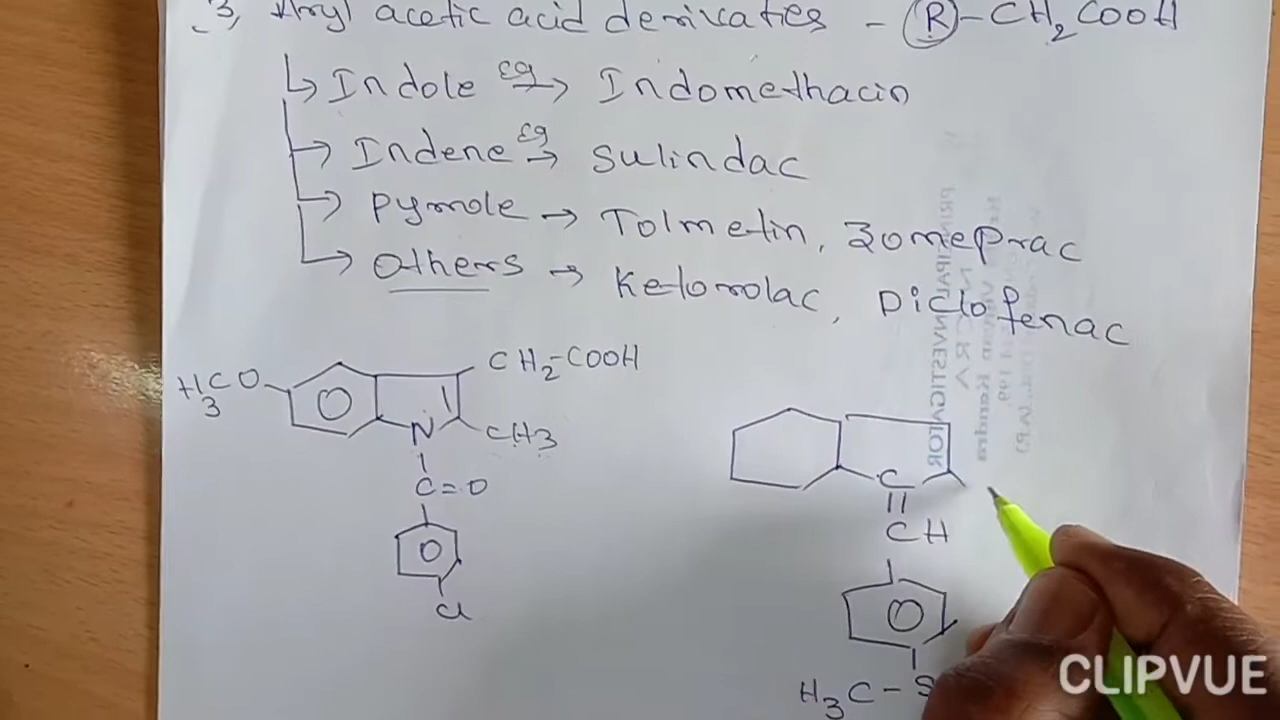 3, Aryl acetic acid derivaties - R-CH2COOH
Indole eg → Indomethacin
Indene eg → sulindac
Pyrrole → Tolmetin, Zomeprac
others → Ketorolac, Diclofenac
H3CO
CH2-COOH
N
CH3
C=O
Cl
C
CH
H3C-S
CLIPVUE